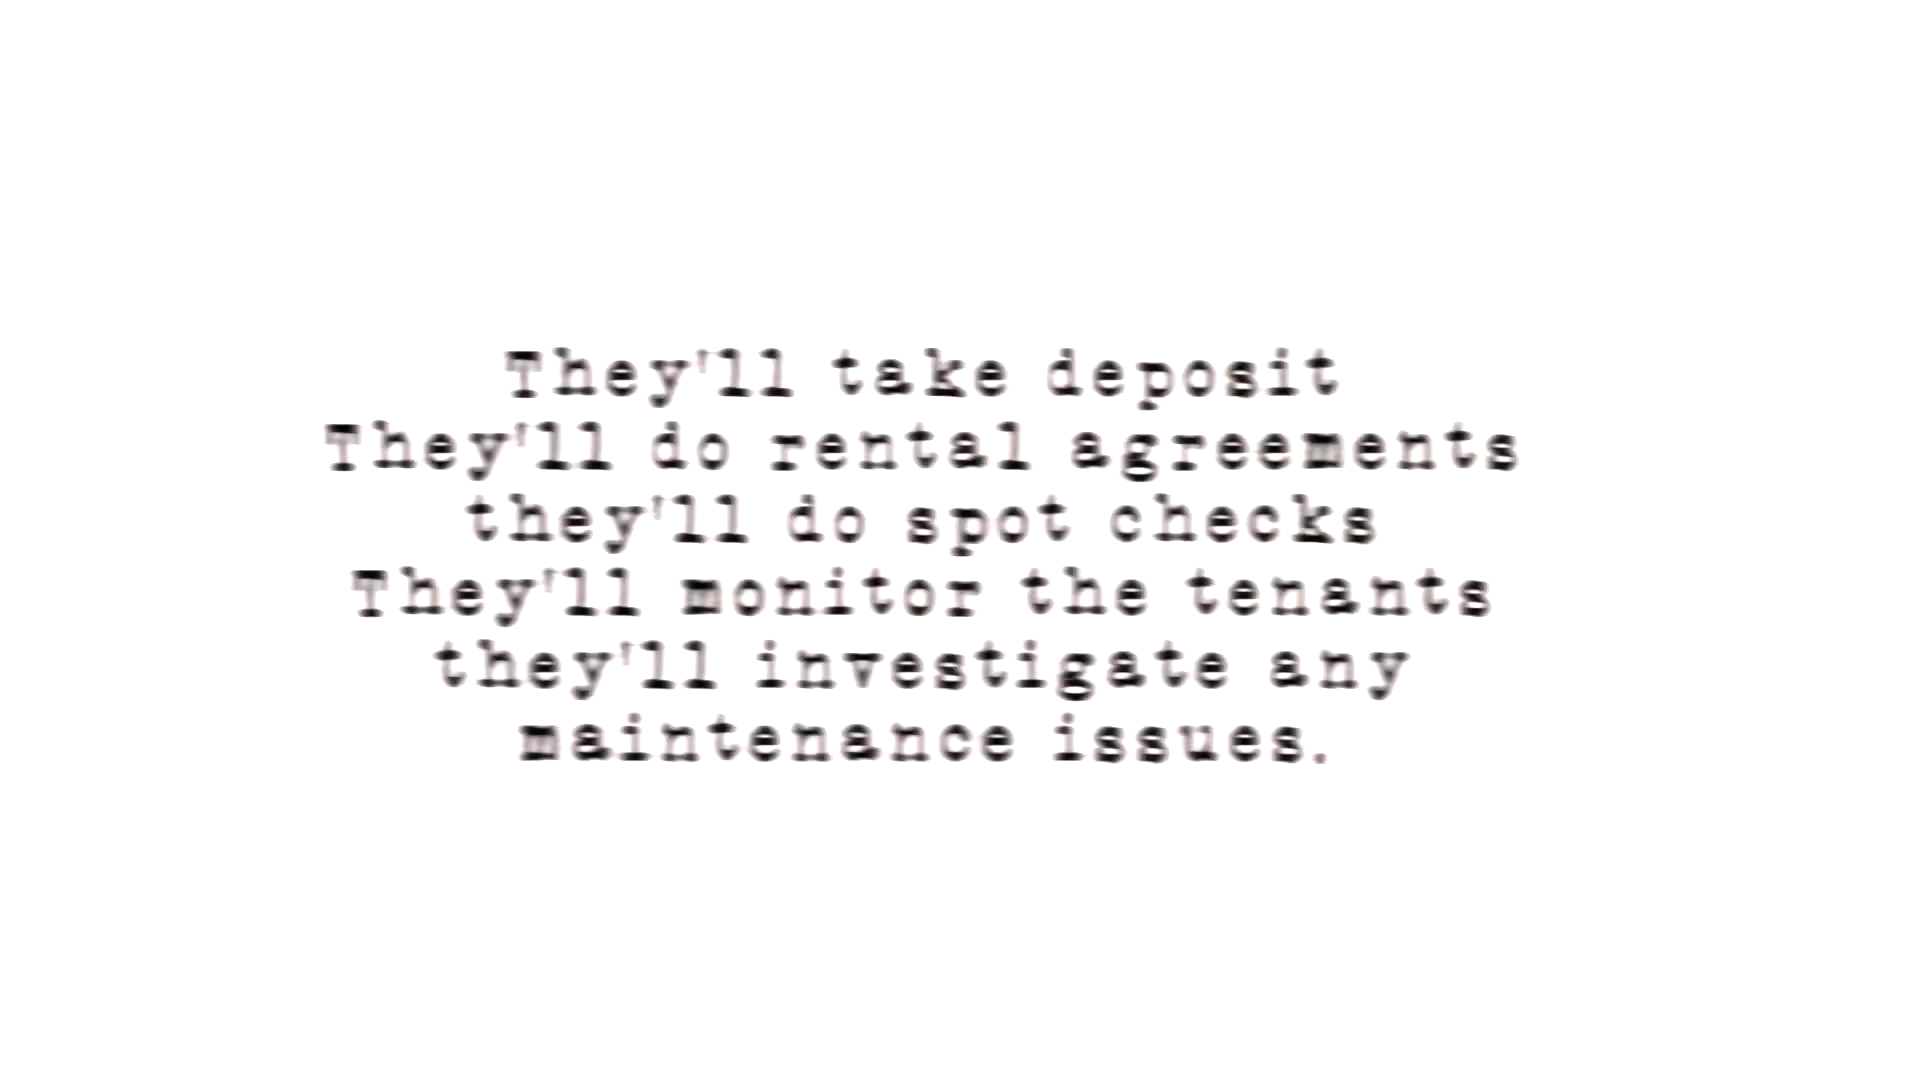 They'll take deposit
They'll do rental agreements
they'll do spot checks
They'll monitor the tenants
they'll investigate any
maintenance issues.